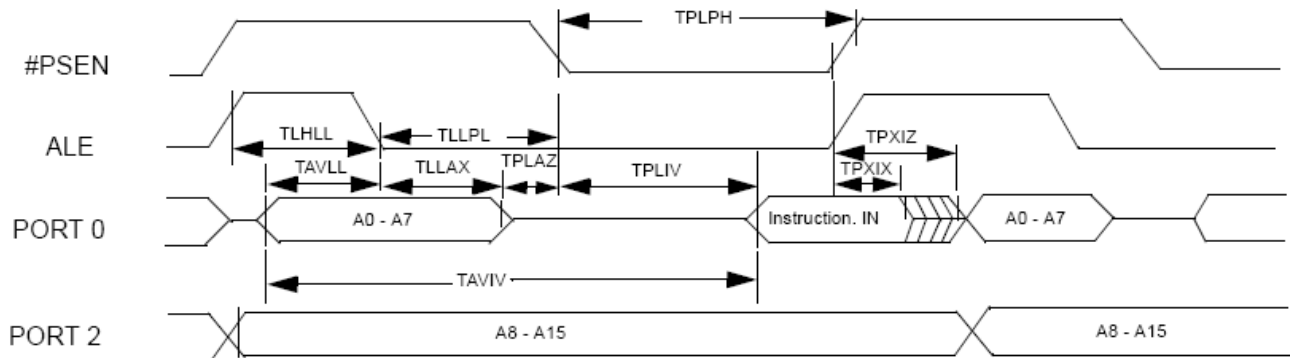 TPLPH
#PSEN
TLHLL
TLLPL
TPXIZ
ALE
TAVLL
TLLAX
TPLAZ
TPLIV
TPXIX
PORT 0
A0 - A7
Instruction. IN
A0 - A7
TAVIV
PORT 2
A8 - A15
A8 - A15